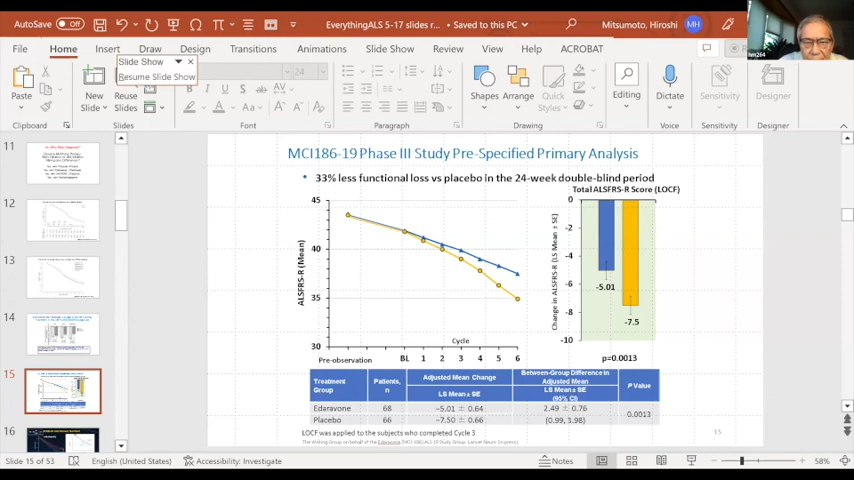 AutoSave Off
EverythingALS 5-17 slides r... • Saved to this PC
Mitsumoto, Hiroshi MH
hm264
File Home Insert Draw Design Transitions Animations Slide Show Review View Help ACROBAT
Slide Show
Resume Slide Show
Paste
New Slides
Reuse Slides
24
B I U S ab AV
Aa A
Shapes Arrange Quick Styles
Editing
Dictate
Sensitivity
Designer
Clipboard Slides Font Paragraph Drawing Voice Sensitivity Designer
11
12
13
14
15
16
MCI186-19 Phase III Study Pre-Specified Primary Analysis
• 33% less functional loss vs placebo in the 24-week double-blind period
Total ALSFRS-R Score (LOCF)
ALSFRS-R (Mean)
45
40
35
30
Cycle
Pre-observation BL 1 2 3 4 5 6
Change in ALSFRS-R (LS Mean ± SE)
0
-2
-4
-6
-8
-10
-5.01
-7.5
p=0.0013
Treatment Group
Patients, n
Adjusted Mean Change
LS Mean± SE
Between-Group Difference in Adjusted Mean
LS Mean± SE
(95% CI)
P Value
Edaravone 68 −5.01 ± 0.64 2.49 ± 0.76 0.0013
Placebo 66 −7.50 ± 0.66 (0.99, 3.98)
LOCF was applied to the subjects who completed Cycle 3
15
Slide 15 of 53 English (United States) Accessibility: Investigate Notes 58%